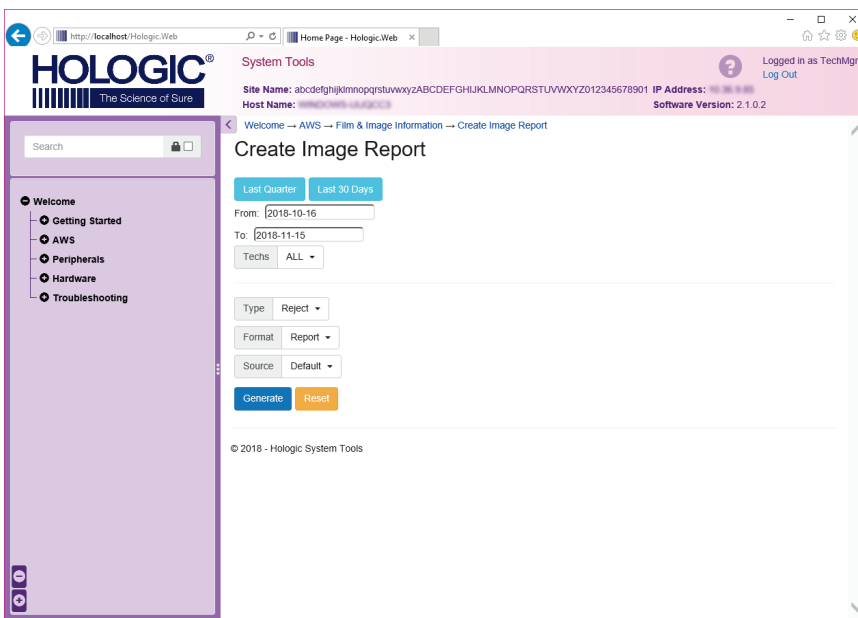 http://localhost/Hologic.Web
Home Page - Hologic.Web
HOLOGIC®
The Science of Sure
System Tools
Logged in as TechMgr
Log Out
Site Name: abcdefghijklmnopqrstuvwxyzABCDEFGHIJKLMNOPQRSTUVWXYZ012345678901 IP Address:
Host Name:
Software Version: 2.1.0.2
Search
Welcome → AWS → Film & Image Information → Create Image Report
Create Image Report
Welcome
Getting Started
AWS
Peripherals
Hardware
Troubleshooting
Last Quarter Last 30 Days
From: 2018-10-16
To: 2018-11-15
Techs ALL
Type Reject
Format Report
Source Default
Generate Reset
© 2018 - Hologic System Tools